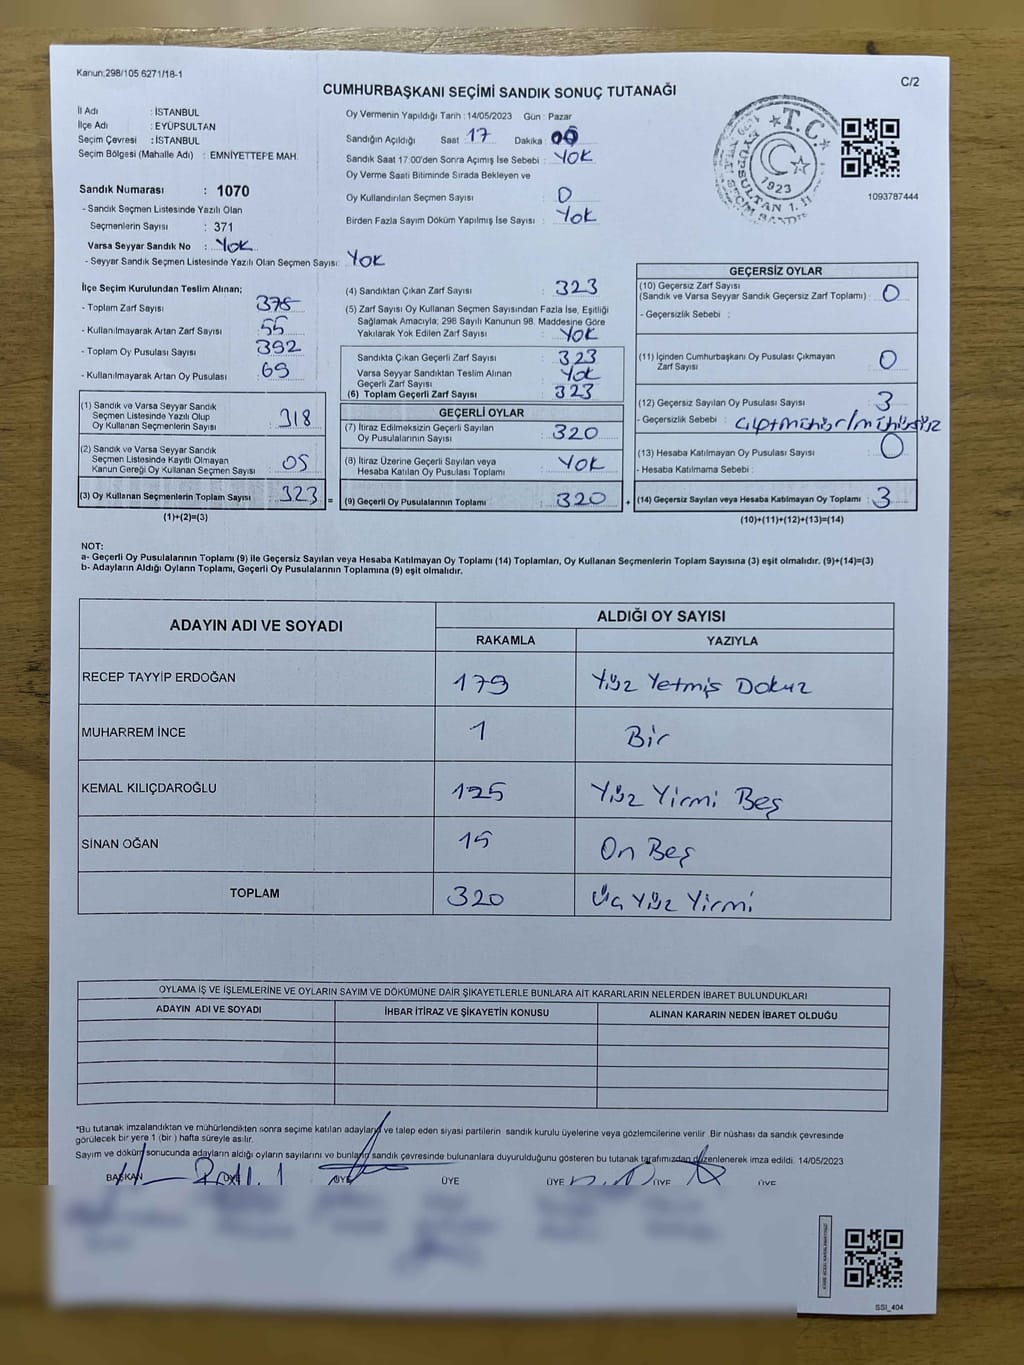 Kanun:298/105 6271/18-1
C/2
CUMHURBAŞKANI SEÇİMİ SANDIK SONUÇ TUTANAĞI
İl Adı : İSTANBUL
İlçe Adı : EYÜPSULTAN
Seçim Çevresi : İSTANBUL
Seçim Bölgesi (Mahalle Adı) : EMNİYETTEPE MAH.
Sandık Numarası : 1070
- Sandık Seçmen Listesinde Yazılı Olan
Seçmenlerin Sayısı : 371
Varsa Seyyar Sandık No : YOK
- Seyyar Sandık Seçmen Listesinde Yazılı Olan Seçmen Sayısı: YOK
Oy Vermenin Yapıldığı Tarih : 14/05/2023 Gün : Pazar
Sandığın Açıldığı Saat 17 Dakika : 00
Sandık Saat 17:00'den Sonra Açımış İse Sebebi : YOK
Oy Verme Saati Bitiminde Sırada Bekleyen ve
Oy Kullandırılan Seçmen Sayısı : 0
Birden Fazla Sayım Döküm Yapılmış İse Sayısı : YOK
T.C.
1923
1093787444
İlçe Seçim Kurulundan Teslim Alınan;
- Toplam Zarf Sayısı : 378
- Kullanılmayarak Artan Zarf Sayısı : 55
- Toplam Oy Pusulası Sayısı : 392
- Kullanılmayarak Artan Oy Pusulası : 69
(1) Sandık ve Varsa Seyyar Sandık
Seçmen Listesinde Yazılı Olup
Oy Kullanan Seçmenlerin Sayısı : 318
(2) Sandık ve Varsa Seyyar Sandık
Seçmen Listesinde Kayıtlı Olmayan
Kanun Gereği Oy Kullanan Seçmen Sayısı : 05
(3) Oy Kullanan Seçmenlerin Toplam Sayısı : 323 =
(1)+(2)=(3)
(4) Sandıktan Çıkan Zarf Sayısı : 323
(5) Zarf Sayısı Oy Kullanan Seçmen Sayısından Fazla İse, Eşitliği
Sağlamak Amacıyla; 298 Sayılı Kanunun 98. Maddesine Göre
Yakılarak Yok Edilen Zarf Sayısı : YOK
Sandıkta Çıkan Geçerli Zarf Sayısı : 323
Varsa Seyyar Sandıktan Teslim Alınan
Geçerli Zarf Sayısı : YOK
(6) Toplam Geçerli Zarf Sayısı : 323
GEÇERLİ OYLAR
(7) İtiraz Edilmeksizin Geçerli Sayılan
Oy Pusulalarının Sayısı : 320
(8) İtiraz Üzerine Geçerli Sayılan veya
Hesaba Katılan Oy Pusulası Toplamı : YOK
(9) Geçerli Oy Pusulalarının Toplamı : 320 +
GEÇERSİZ OYLAR
(10) Geçersiz Zarf Sayısı
(Sandık ve Varsa Seyyar Sandık Geçersiz Zarf Toplamı) : 0
- Geçersizlik Sebebi :
(11) İçinden Cumhurbaşkanı Oy Pusulası Çıkmayan
Zarf Sayısı : 0
(12) Geçersiz Sayılan Oy Pusulası Sayısı : 3
- Geçersizlik Sebebi : çiftmühür/mühürsüz
(13) Hesaba Katılmayan Oy Pusulası Sayısı : 0
- Hesaba Katılmama Sebebi :
(14) Geçersiz Sayılan veya Hesaba Katılmayan Oy Toplamı : 3
(10)+(11)+(12)+(13)=(14)
NOT:
a- Geçerli Oy Pusulalarının Toplamı (9) ile Geçersiz Sayılan veya Hesaba Katılmayan Oy Toplamı (14) Toplamları, Oy Kullanan Seçmenlerin Toplam Sayısına (3) eşit olmalıdır. (9)+(14)=(3)
b- Adayların Aldığı Oyların Toplamı, Geçerli Oy Pusulalarının Toplamına (9) eşit olmalıdır.
ADAYIN ADI VE SOYADI
ALDIĞI OY SAYISI
RAKAMLA YAZIYLA
RECEP TAYYİP ERDOĞAN 179 Yüz Yetmiş Dokuz
MUHARREM İNCE 1 Bir
KEMAL KILIÇDAROĞLU 125 Yüz Yirmi Beş
SİNAN OĞAN 15 On Beş
TOPLAM 320 Üç Yüz Yirmi
OYLAMA İŞ VE İŞLEMLERİNE VE OYLARIN SAYIM VE DÖKÜMÜNE DAİR ŞİKAYETLERLE BUNLARA AİT KARARLARIN NELERDEN İBARET BULUNDUKLARI
ADAYIN ADI VE SOYADI İHBAR İTİRAZ VE ŞİKAYETİN KONUSU ALINAN KARARIN NEDEN İBARET OLDUĞU
*Bu tutanak imzalandıktan ve mühürlendikten sonra seçime katılan adayların ve talep eden siyasi partilerin sandık kurulu üyelerine veya gözlemcilerine verilir. Bir nüshası da sandık çevresinde
görülecek bir yere 1 (bir ) hafta süreyle asılır.
Sayım ve döküm sonucunda adayların aldığı oyların sayılarını ve bunların sandık çevresinde bulunanlara duyurulduğunu gösteren bu tutanak tarafımızdan düzenlenerek imza edildi. 14/05/2023
BAŞKAN ÜYE ÜYE ÜYE ÜYE ÜYE ÜYE
SSI_404